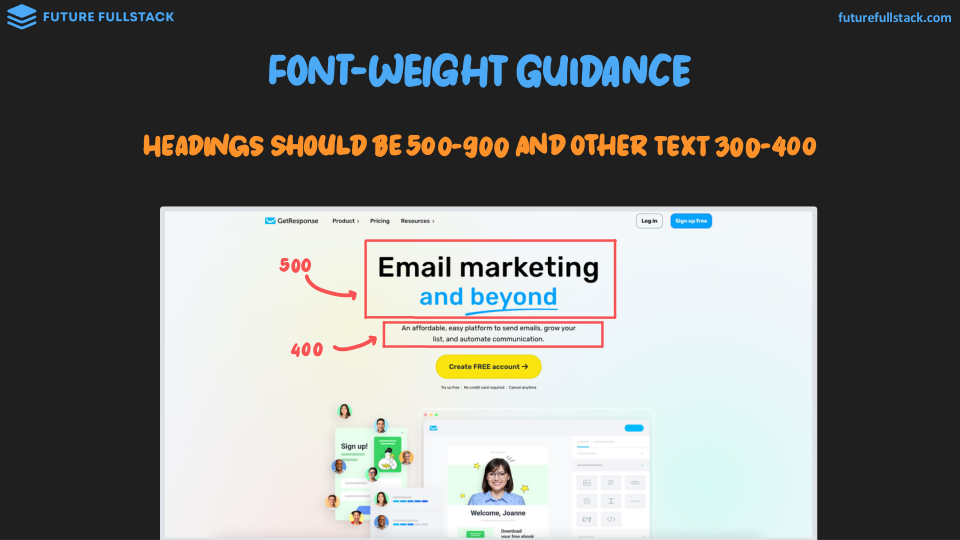 FUTURE FULLSTACK
futurefullstack.com
FONT-WEIGHT GUIDANCE
HEADINGS SHOULD BE 500-900 AND OTHER TEXT 300-400
GetResponse Product › Pricing Resources › Log in Sign up free
500
Email marketing
and beyond
An affordable, easy platform to send emails, grow your
list, and automate communication.
400
Create FREE account →
Try us free | No credit card required | Cancel anytime
Sign up!
Welcome, Joanne
Download
your free ebook